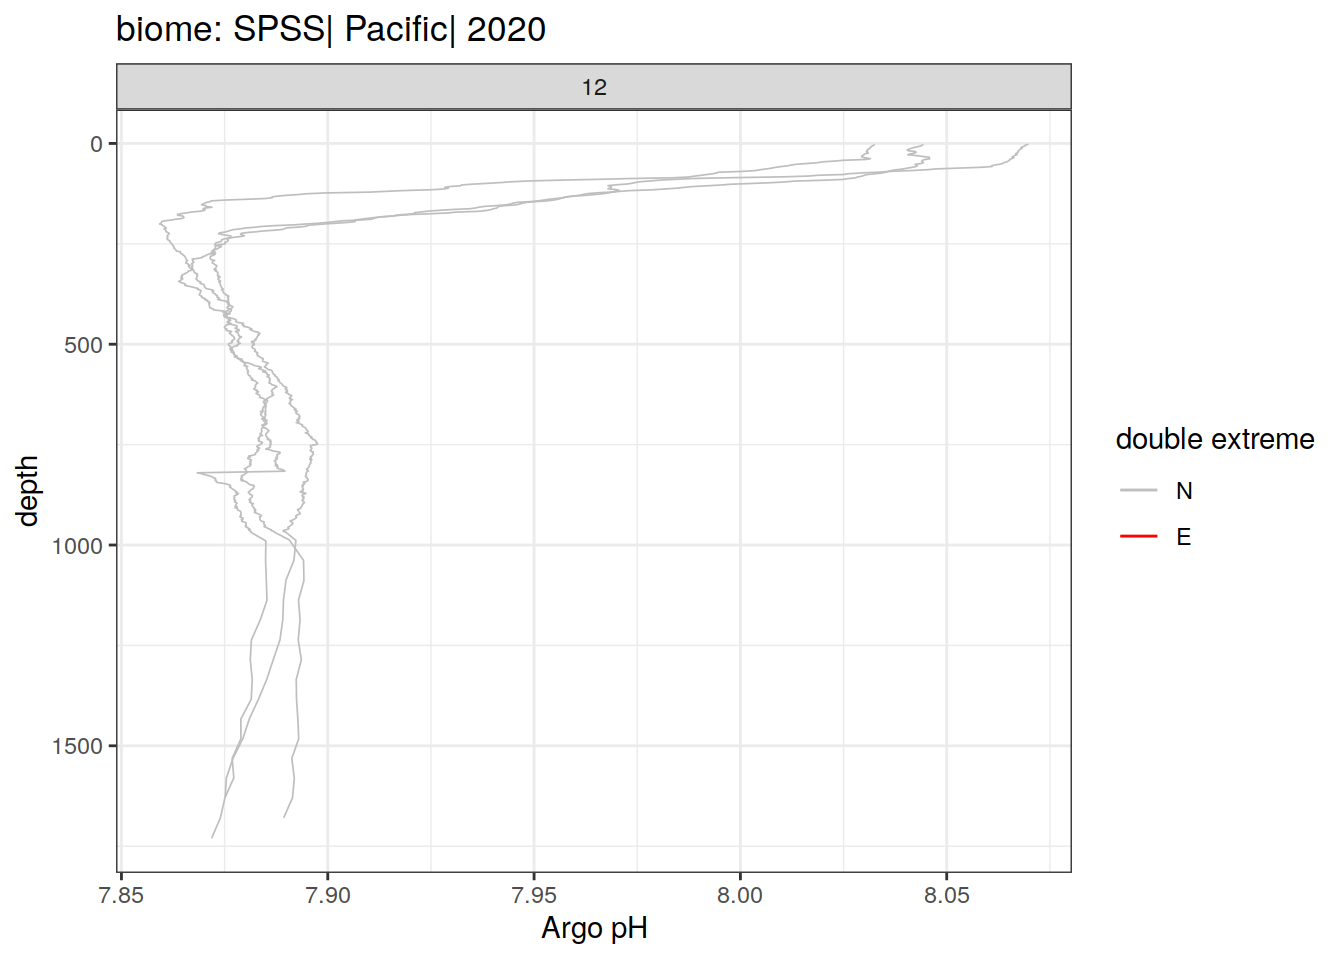 biome: SPSS| Pacific| 2020
12
0
500
1000
1500
depth
7.85
7.90
7.95
8.00
8.05
Argo pH
double extreme
N
E